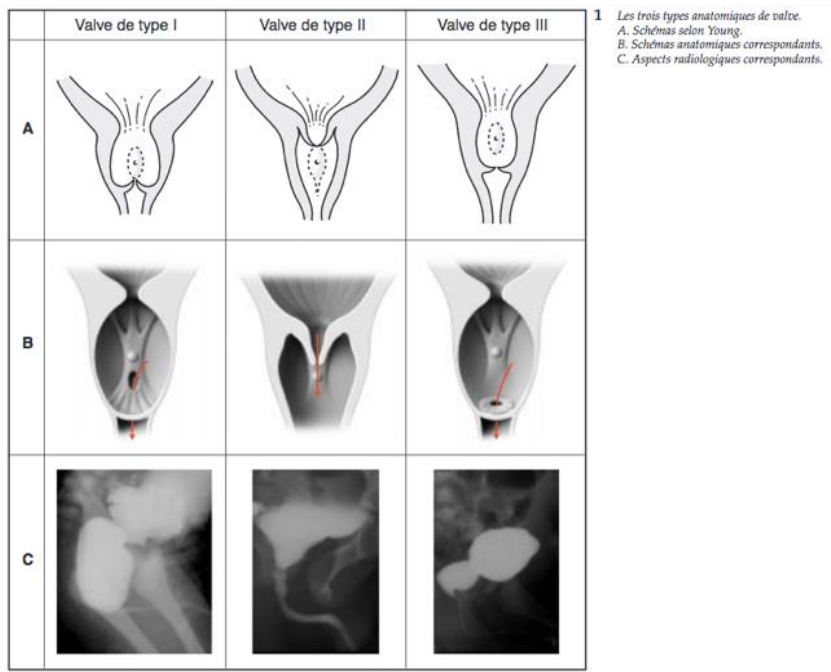 Valve de type I
Valve de type II
Valve de type III
A
B
C
1 Les trois types anatomiques de valve.
A. Schémas selon Young.
B. Schémas anatomiques correspondants.
C. Aspects radiologiques correspondants.